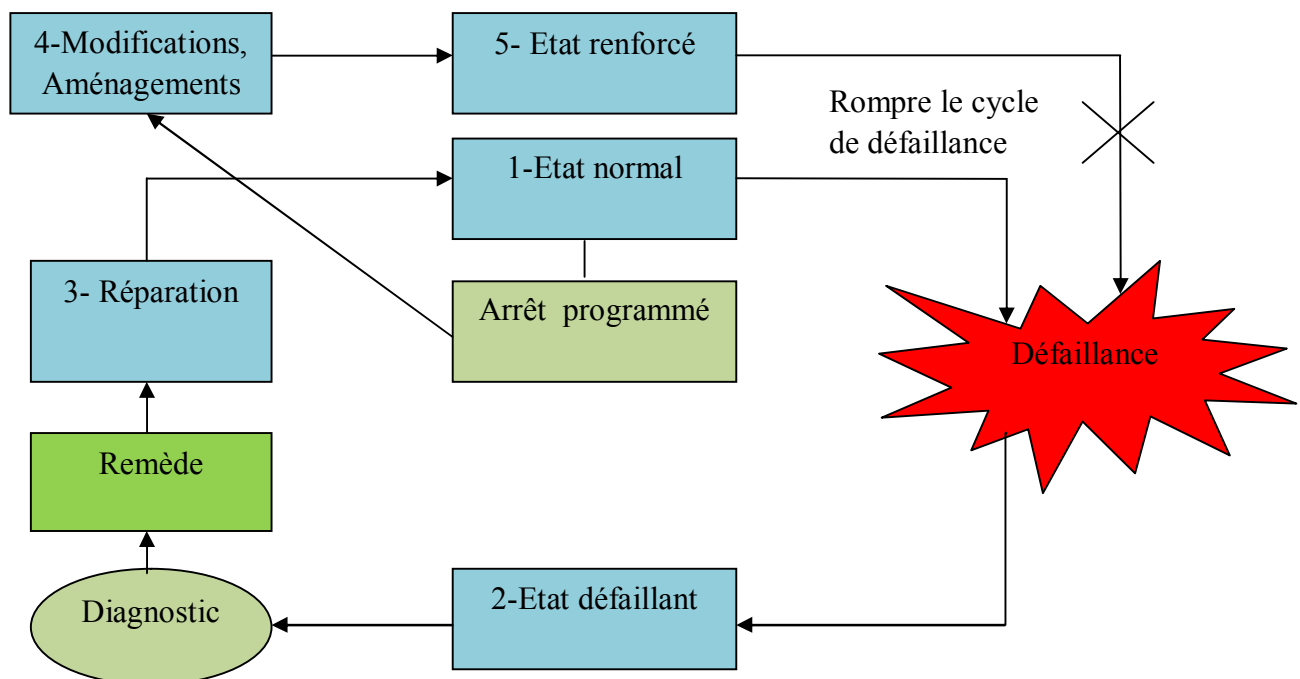 4-Modifications,
Aménagements
5- Etat renforcé
Rompre le cycle
de défaillance
1-Etat normal
3- Réparation
Arrêt programmé
Défaillance
Remède
Diagnostic
2-Etat défaillant